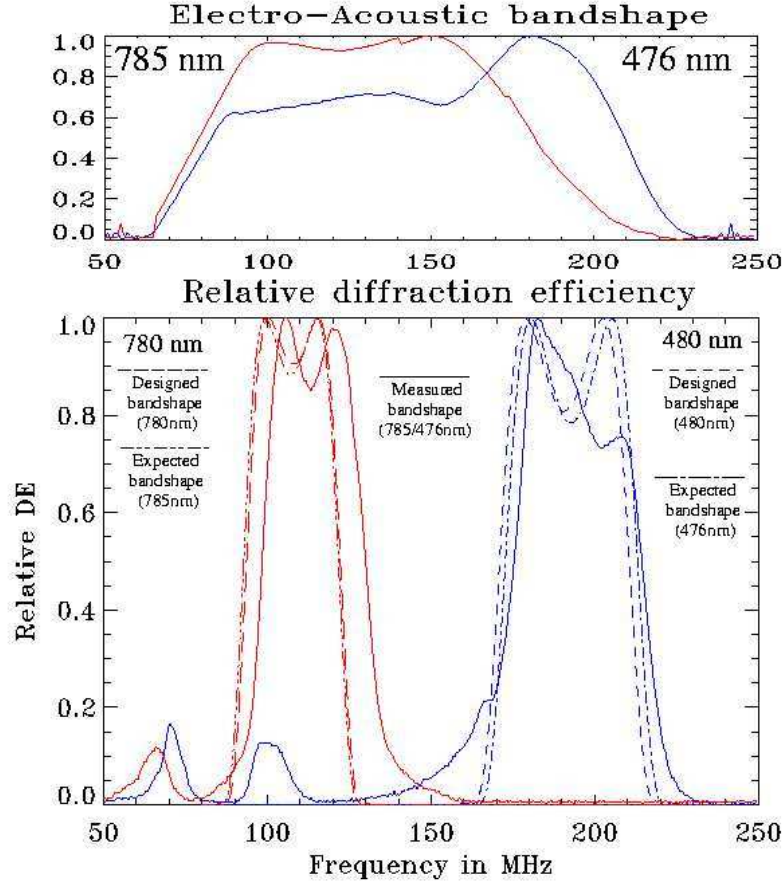 Electro-Acoustic bandshape
1.0
0.8
0.6
0.4
0.2
0.0
785 nm
476 nm
50 100 150 200 250
Relative diffraction efficiency
1.0
0.8
0.6
0.4
0.2
0.0
Relative DE
780 nm
Designed
bandshape
(780nm)
Expected
bandshape
(785nm)
Measured
bandshape
(785/476nm)
480 nm
Designed
bandshape
(480nm)
Expected
bandshape
(476nm)
50 100 150 200 250
Frequency in MHz